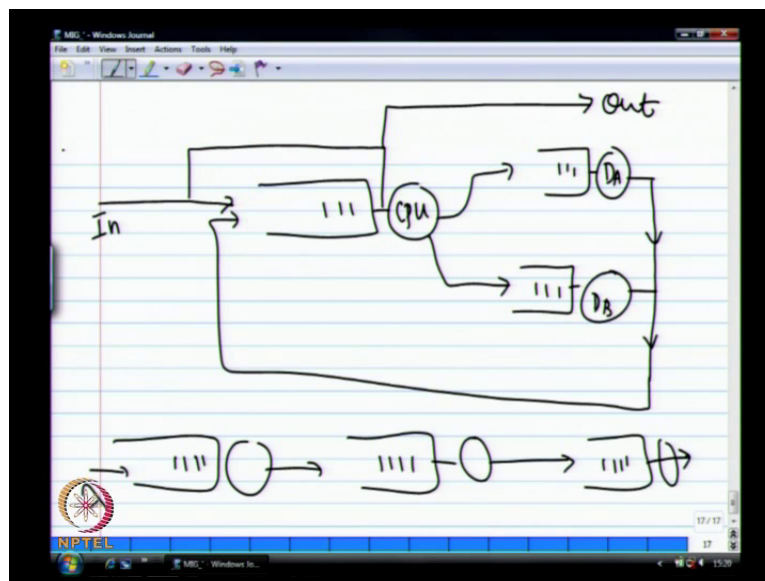 MIG_* - Windows Journal
File Edit View Insert Actions Tools Help
Out
In
CPU
DA
DB
NPTEL
17/17
17
MIG_* - Windows Jo...
15:20